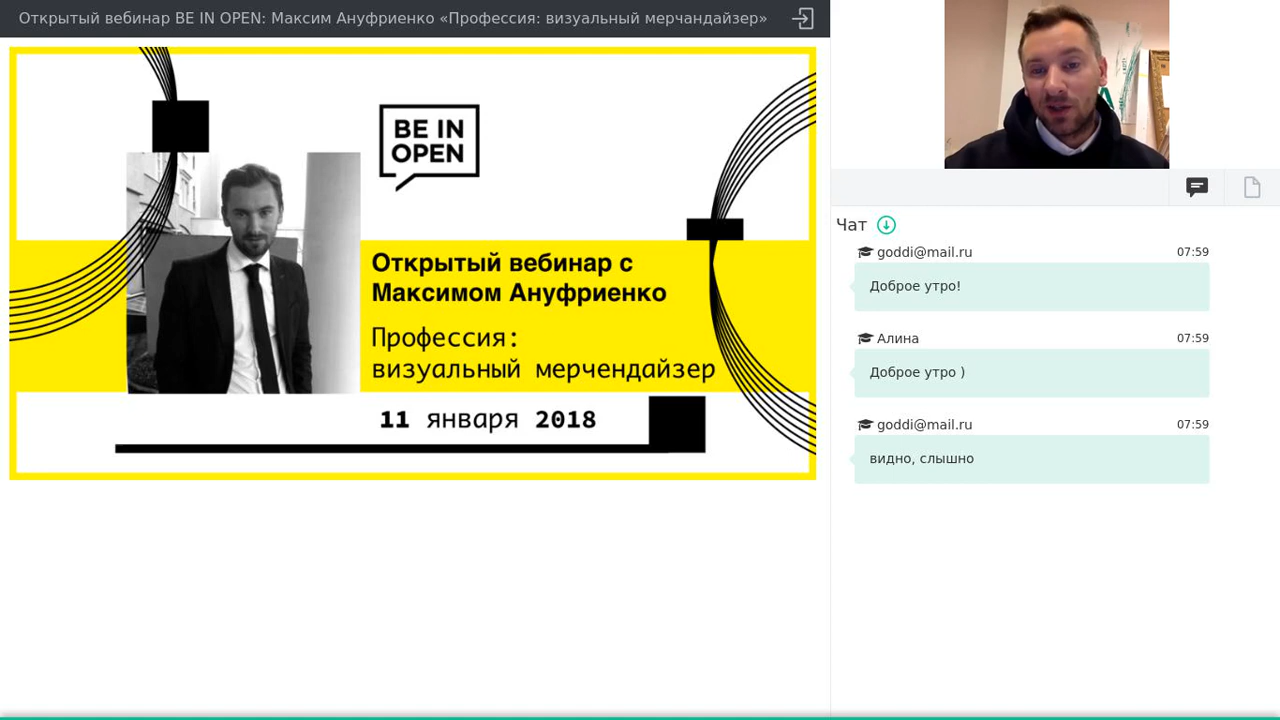 Открытый вебинар BE IN OPEN: Максим Ануфриенко «Профессия: визуальный мерчандайзер»
BE IN
OPEN
Открытый вебинар с
Максимом Ануфриенко
Профессия:
визуальный мерчендайзер
11 января 2018
Чат
goddi@mail.ru 07:59
Доброе утро!
Алина 07:59
Доброе утро )
goddi@mail.ru 07:59
видно, слышно